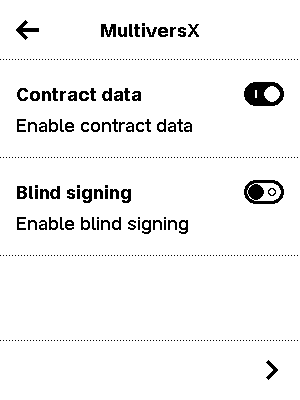 MultiversX
Contract data
Enable contract data
Blind signing
Enable blind signing